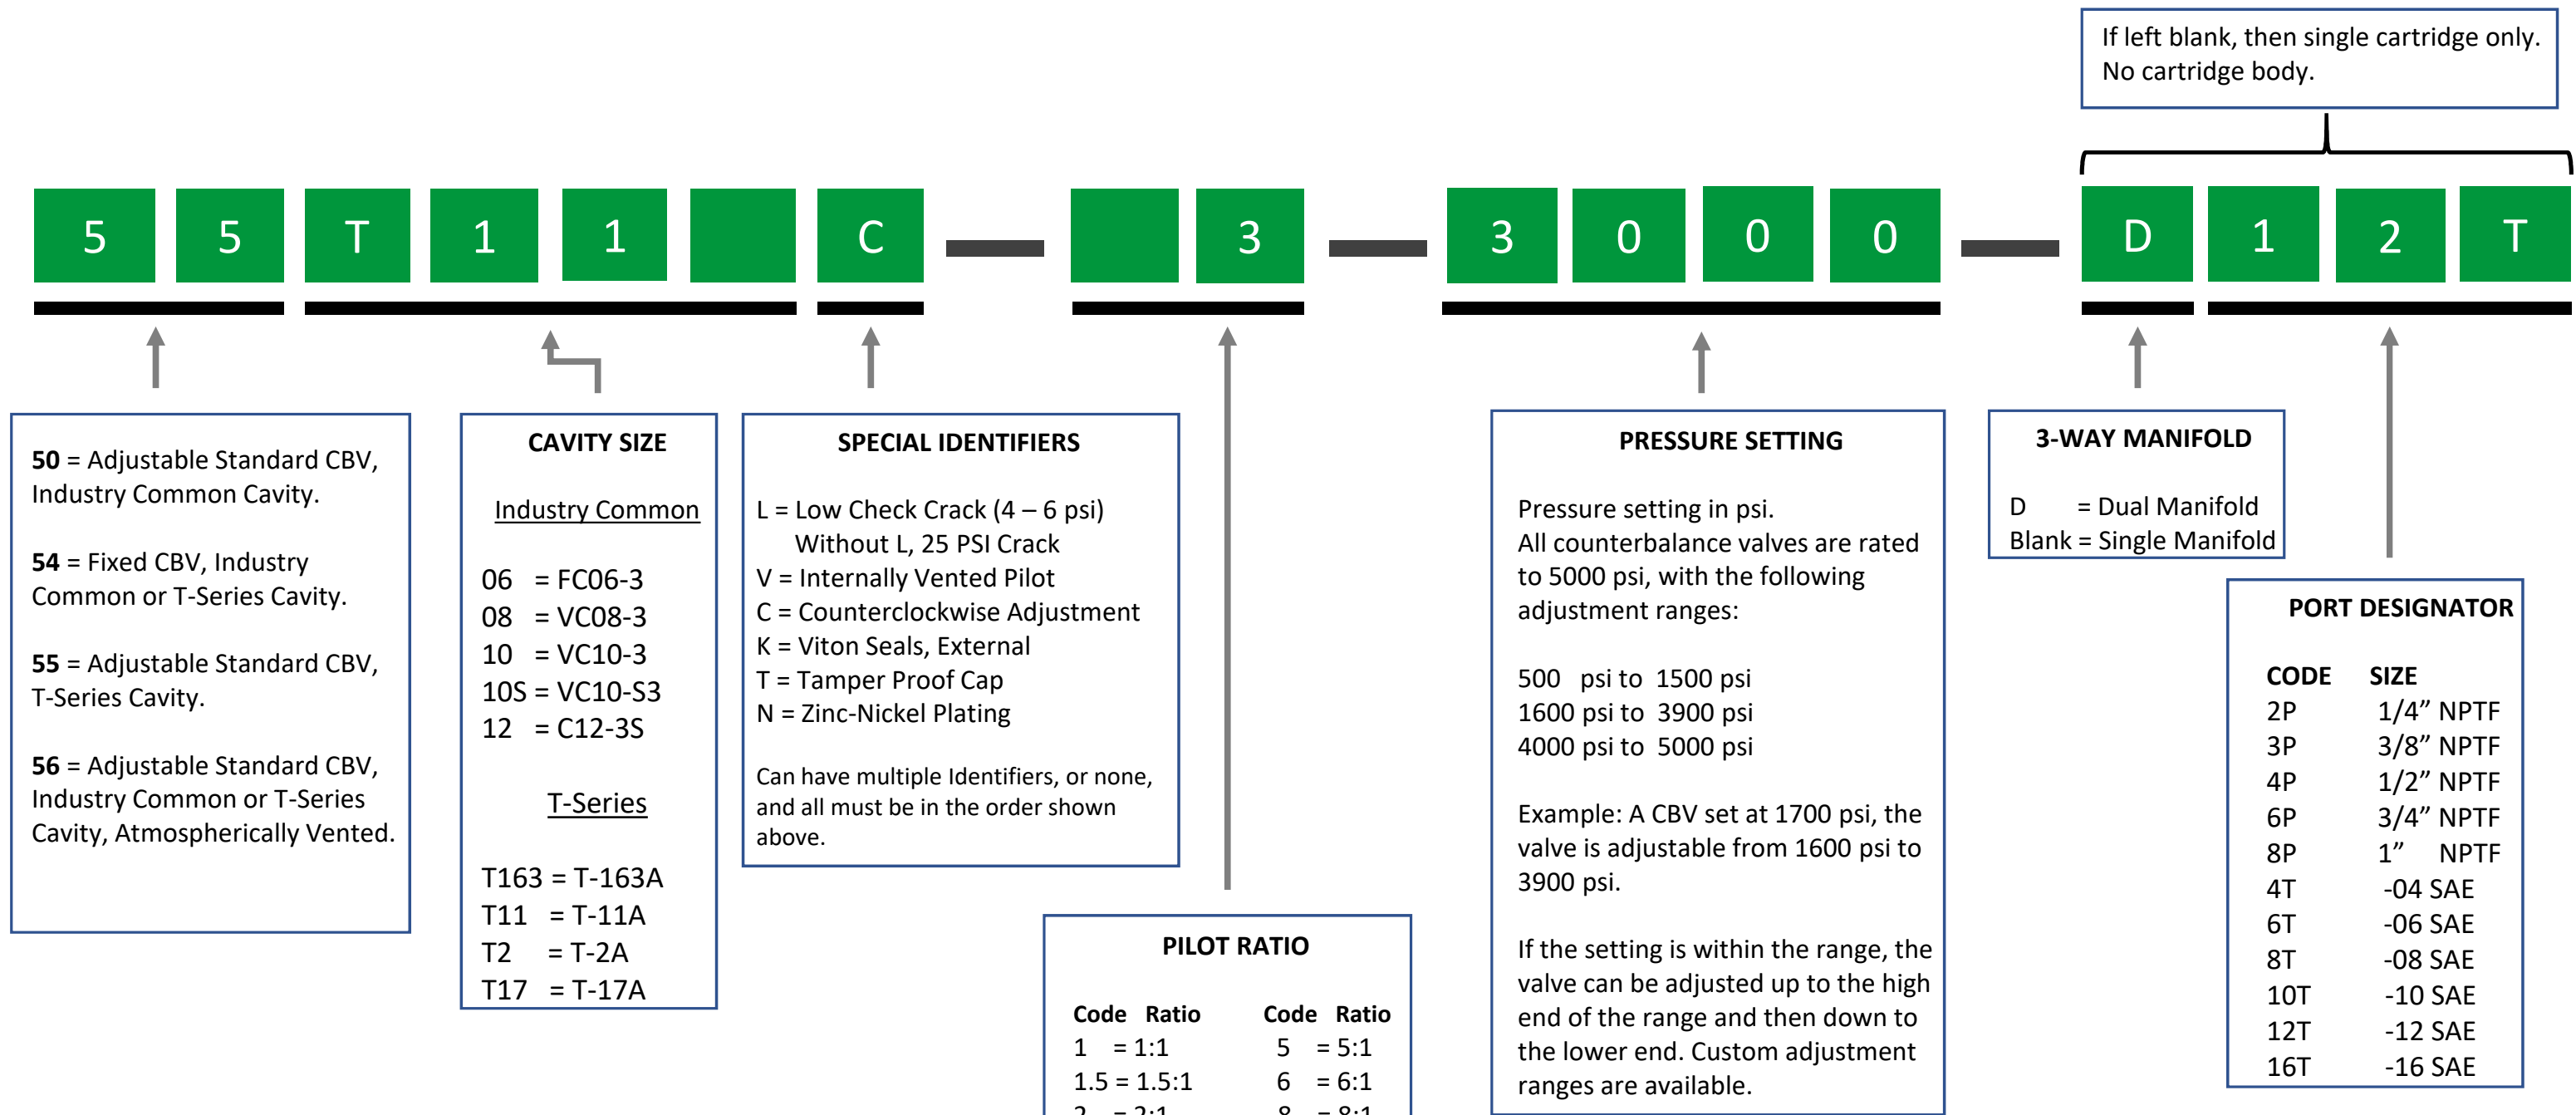 If left blank, then single cartridge only.
No cartridge body.
5 5 T 1 1 C 3 3 0 0 0 D 1 2 T
50 = Adjustable Standard CBV,
Industry Common Cavity.
54 = Fixed CBV, Industry
Common or T-Series Cavity.
55 = Adjustable Standard CBV,
T-Series Cavity.
56 = Adjustable Standard CBV,
Industry Common or T-Series
Cavity, Atmospherically Vented.
CAVITY SIZE
Industry Common
06 = FC06-3
08 = VC08-3
10 = VC10-3
10S = VC10-S3
12 = C12-3S
T-Series
T163 = T-163A
T11 = T-11A
T2 = T-2A
T17 = T-17A
SPECIAL IDENTIFIERS
L = Low Check Crack (4 – 6 psi)
Without L, 25 PSI Crack
V = Internally Vented Pilot
C = Counterclockwise Adjustment
K = Viton Seals, External
T = Tamper Proof Cap
N = Zinc-Nickel Plating
Can have multiple Identifiers, or none,
and all must be in the order shown
above.
PILOT RATIO
Code Ratio Code Ratio
1 = 1:1 5 = 5:1
1.5 = 1.5:1 6 = 6:1
2 = 2:1 8 = 8:1
PRESSURE SETTING
Pressure setting in psi.
All counterbalance valves are rated
to 5000 psi, with the following
adjustment ranges:
500 psi to 1500 psi
1600 psi to 3900 psi
4000 psi to 5000 psi
Example: A CBV set at 1700 psi, the
valve is adjustable from 1600 psi to
3900 psi.
If the setting is within the range, the
valve can be adjusted up to the high
end of the range and then down to
the lower end. Custom adjustment
ranges are available.
3-WAY MANIFOLD
D = Dual Manifold
Blank = Single Manifold
PORT DESIGNATOR
CODE SIZE
2P 1/4” NPTF
3P 3/8” NPTF
4P 1/2” NPTF
6P 3/4” NPTF
8P 1” NPTF
4T -04 SAE
6T -06 SAE
8T -08 SAE
10T -10 SAE
12T -12 SAE
16T -16 SAE